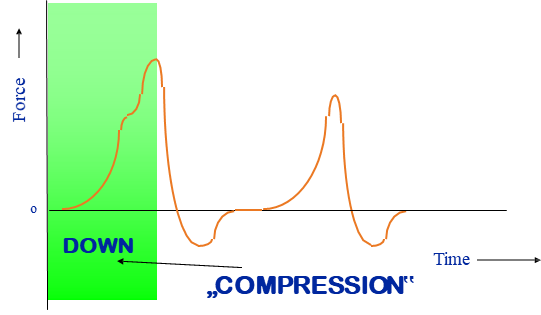 Force
o
DOWN
Time
„COMPRESSION“